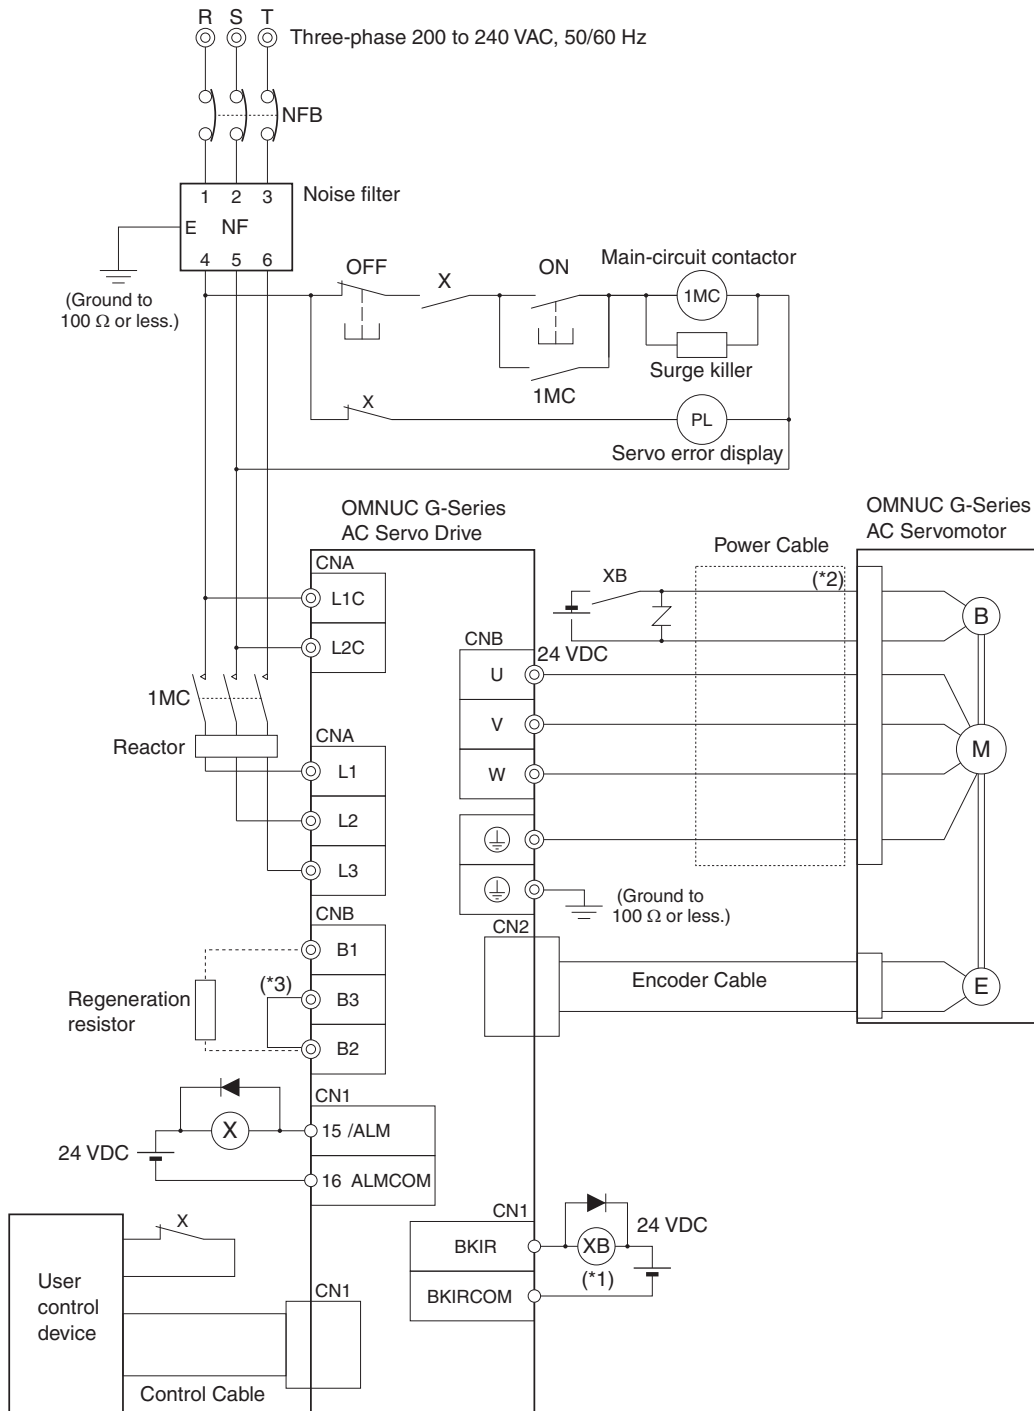 R S T
Three-phase 200 to 240 VAC, 50/60 Hz
NFB
1 2 3
Noise filter
E NF
4 5 6
(Ground to
100 Ω or less.)
OFF
X
ON
Main-circuit contactor
1MC
Surge killer
1MC
X
PL
Servo error display
OMNUC G-Series
AC Servo Drive
OMNUC G-Series
AC Servomotor
Power Cable
CNA
L1C
L2C
XB
(*2)
B
24 VDC
CNB
U
V
W
M
1MC
Reactor
CNA
L1
L2
L3
(Ground to
100 Ω or less.)
CNB
B1
(*3)
B3
B2
Regeneration
resistor
CN2
Encoder Cable
E
CN1
X
15 /ALM
24 VDC
16 ALMCOM
CN1
24 VDC
BKIR
XB
(*1)
BKIRCOM
X
User
control
device
CN1
Control Cable